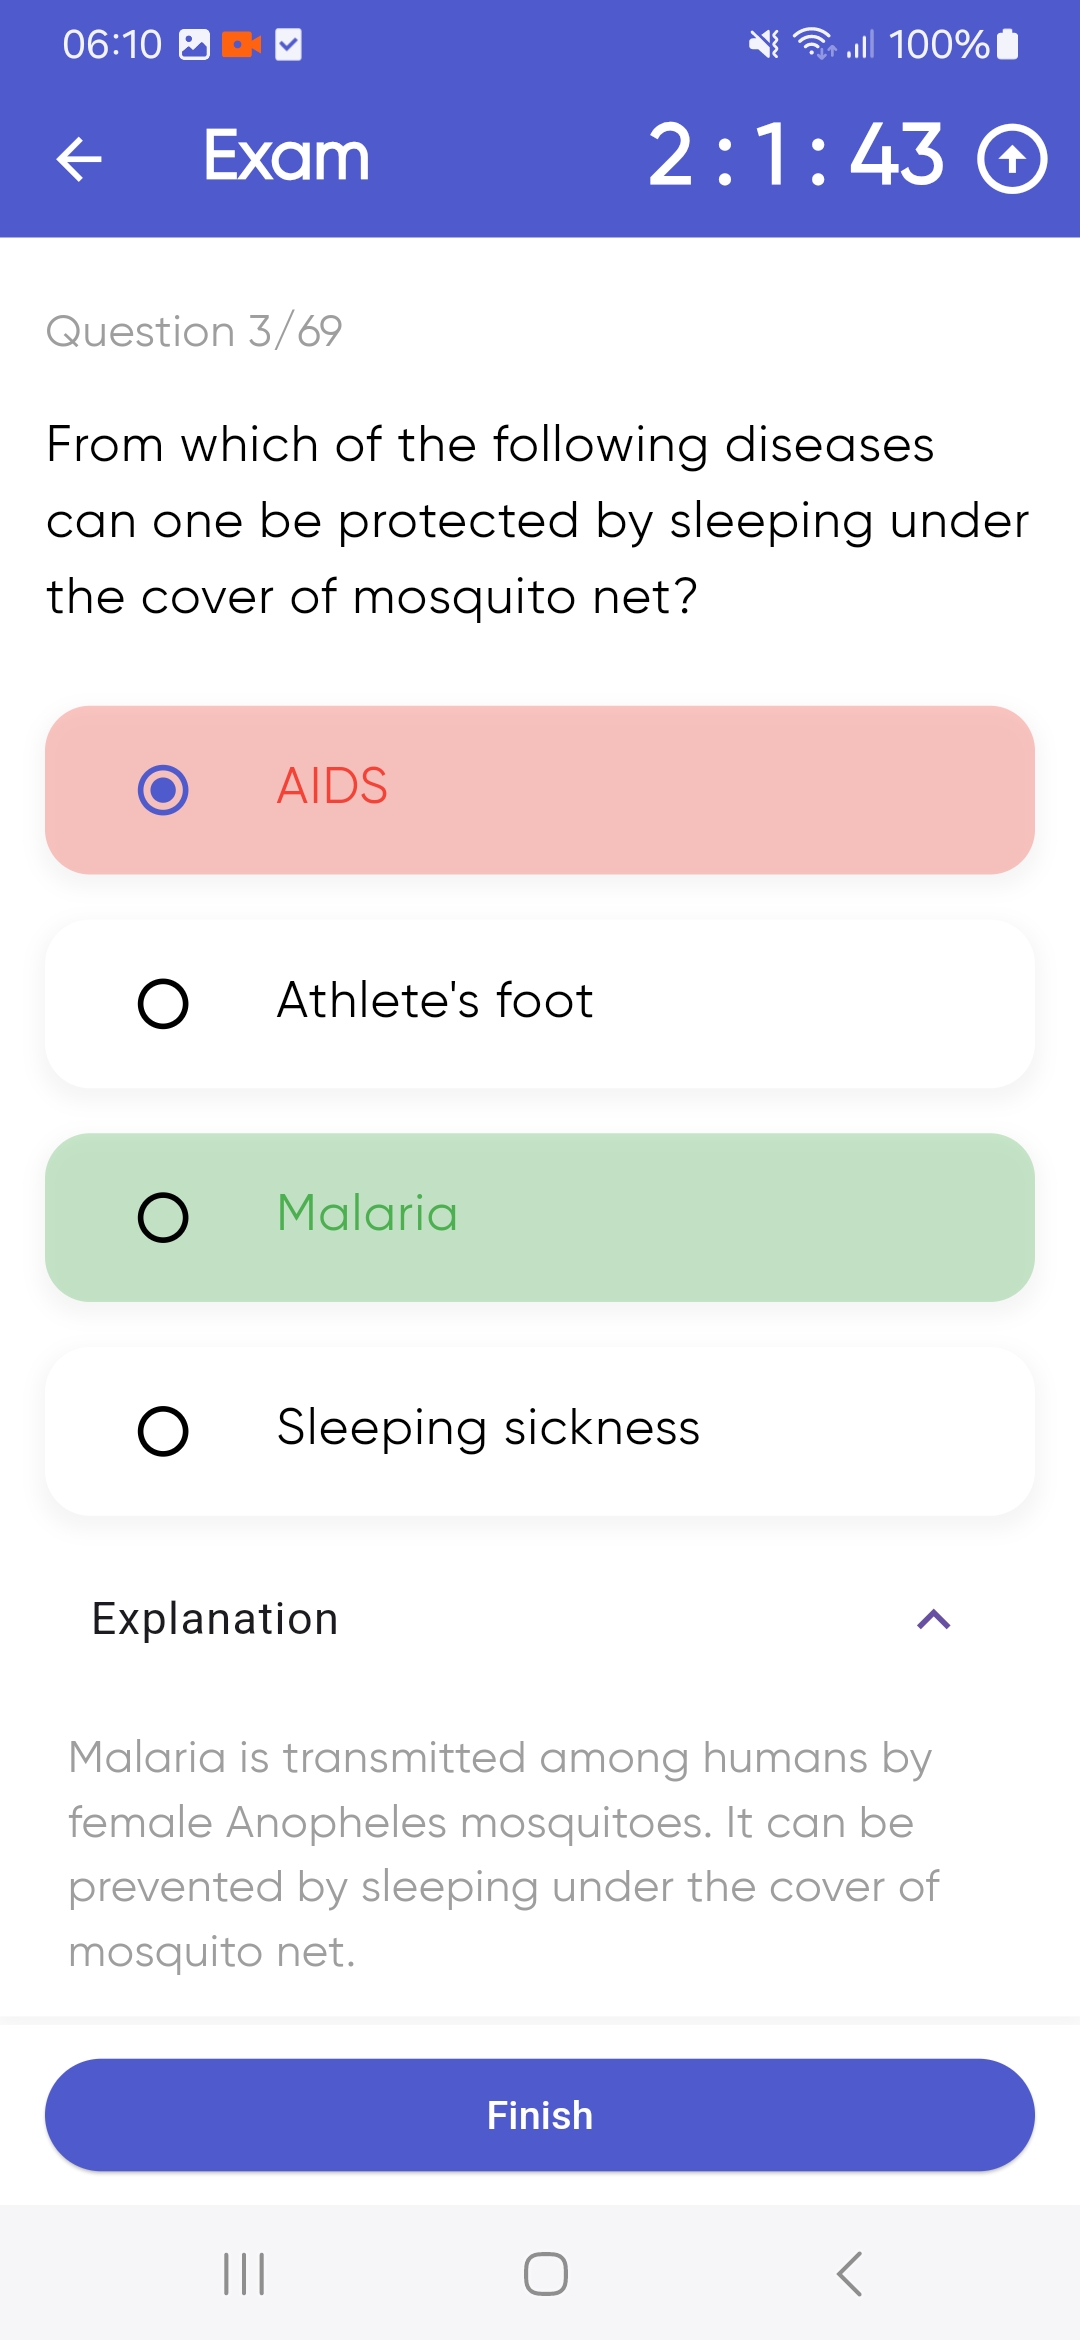 06:10 100%
Exam 2 : 1 : 43
Question 3/69
From which of the following diseases
can one be protected by sleeping under
the cover of mosquito net?
AIDS
Athlete's foot
Malaria
Sleeping sickness
Explanation
Malaria is transmitted among humans by
female Anopheles mosquitoes. It can be
prevented by sleeping under the cover of
mosquito net.
Finish